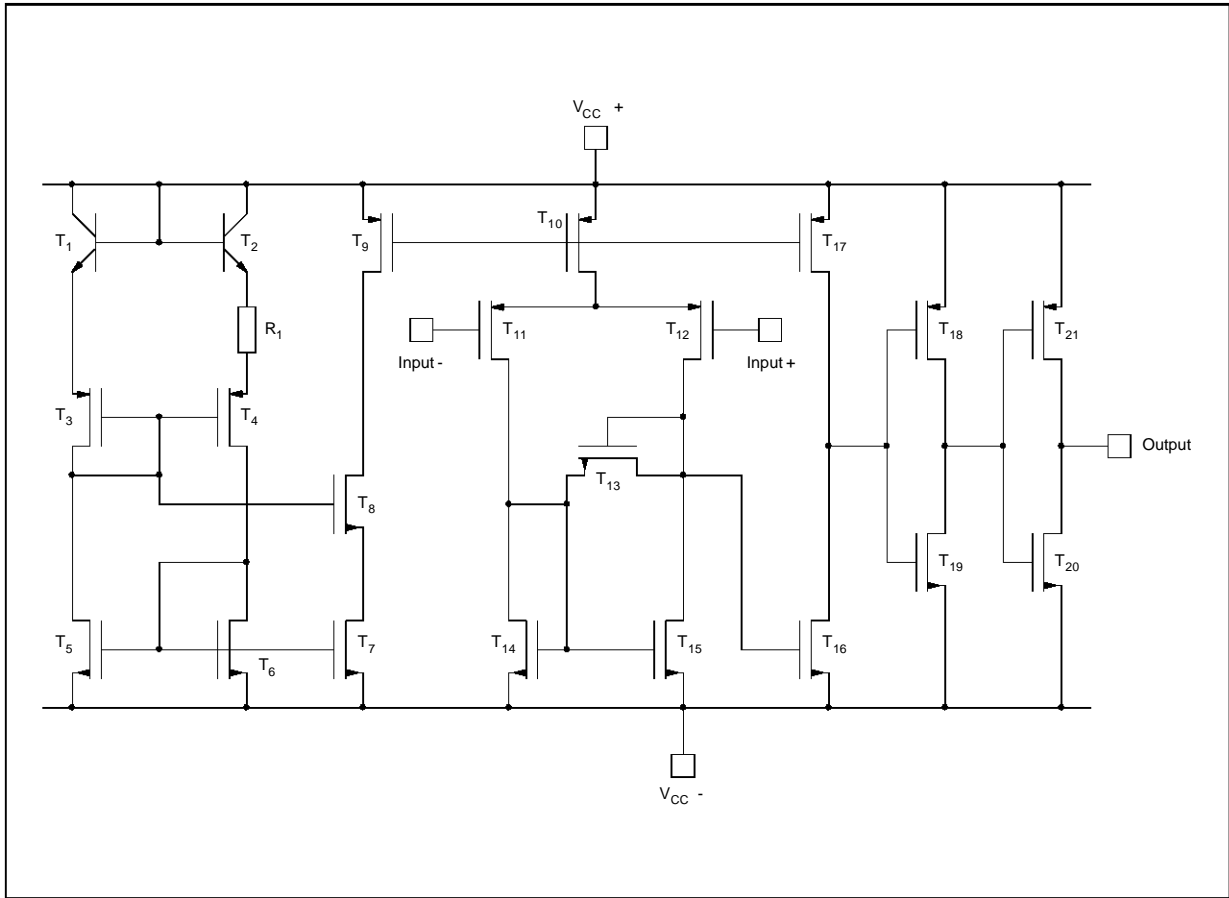 V_CC +
T_1
T_2
T_9
T_10
T_17
R_1
T_11
T_12
T_18
T_21
Input -
Input +
T_3
T_4
Output
T_13
T_8
T_19
T_20
T_5
T_6
T_7
T_14
T_15
T_16
V_CC -